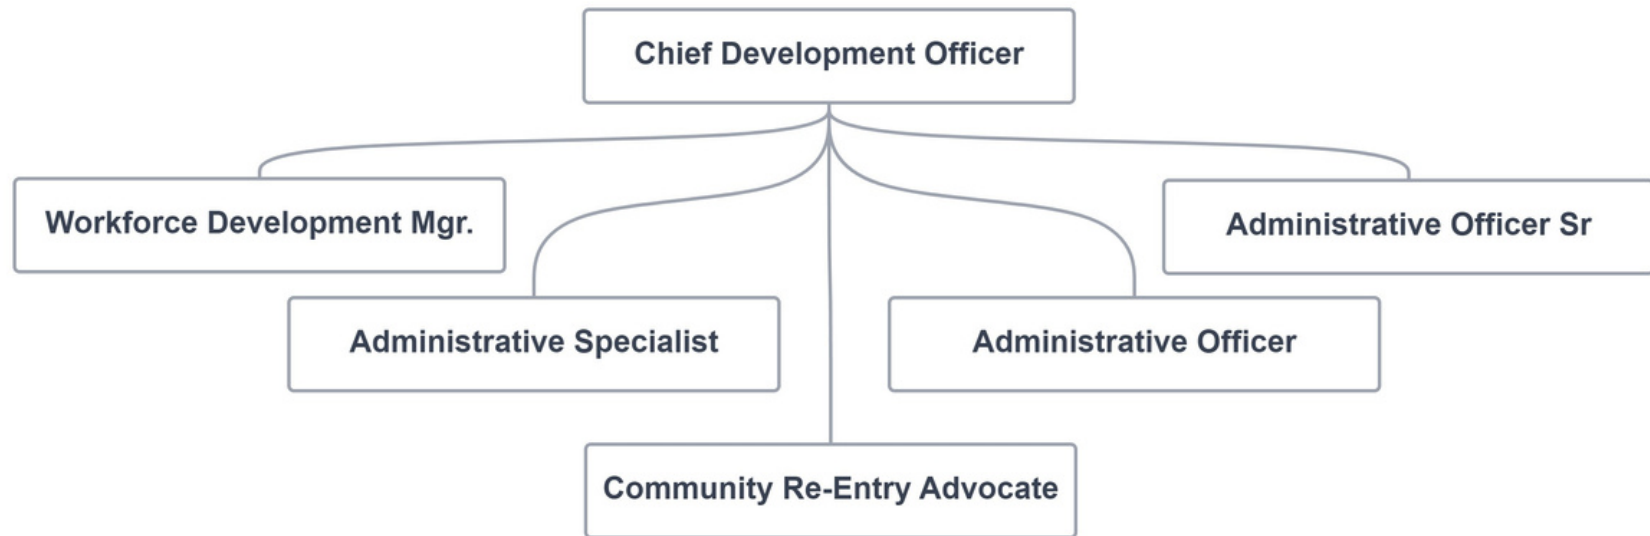 Chief Development Officer
Workforce Development Mgr.
Administrative Officer Sr
Administrative Specialist
Administrative Officer
Community Re-Entry Advocate